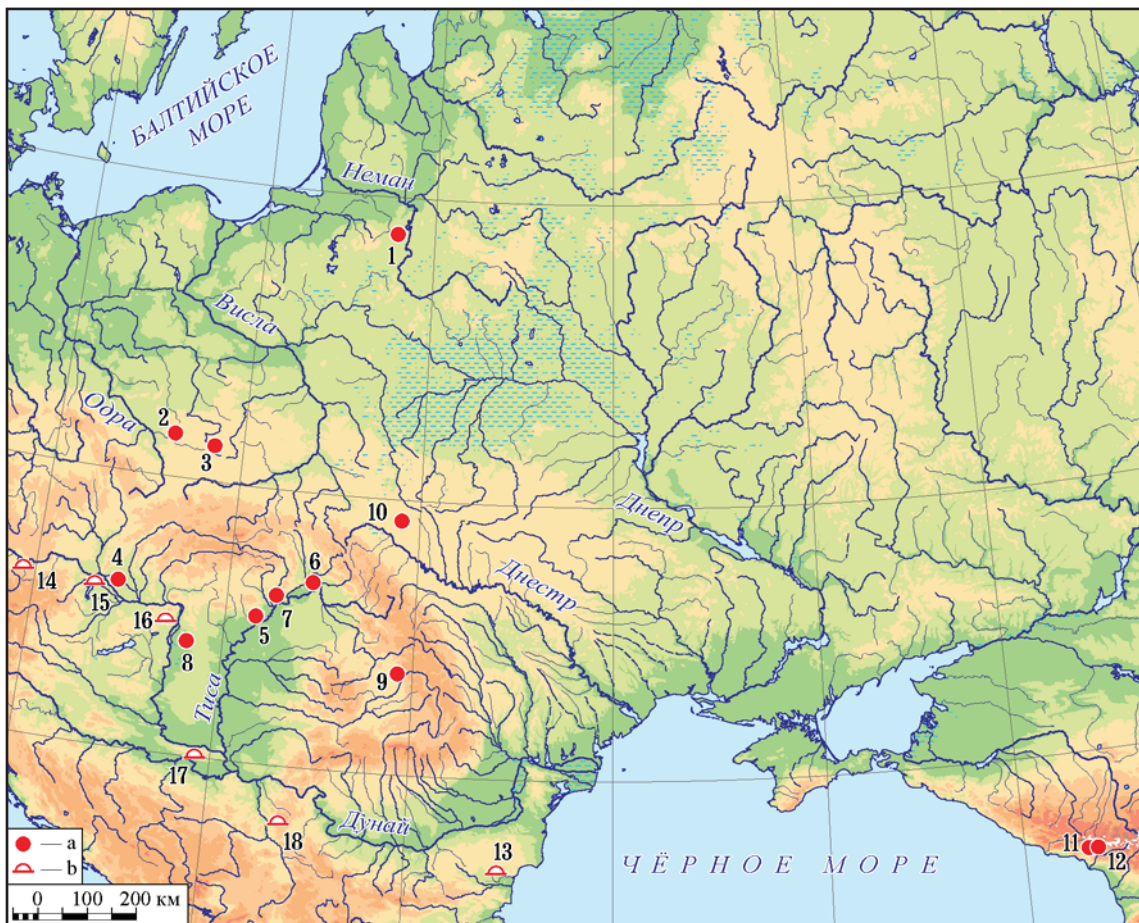 БАЛТИЙСКОЕ
МОРЕ
Неман
1
Висла
Одра
2
3
10
Днепр
Днестр
14
15
4
6
7
5
16
8
9
Тиса
17
18
Дунай
13
11
12
ЧЁРНОЕ МОРЕ
— a
— b
0 100 200 км